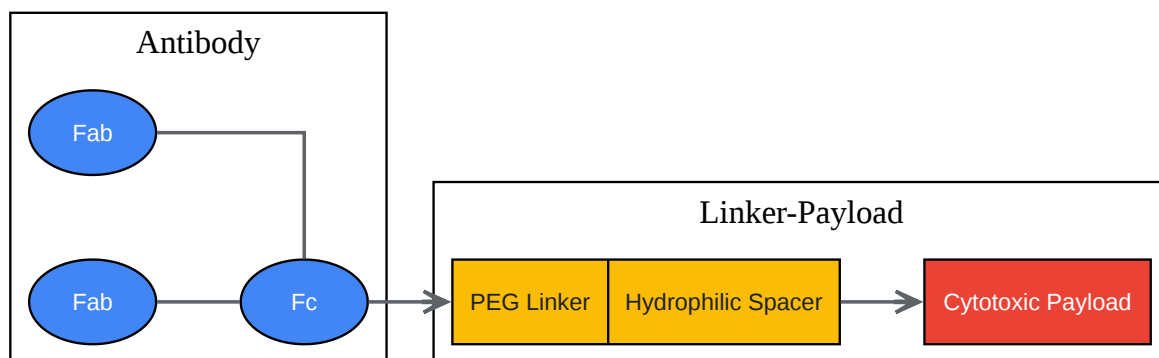 Antibody
Fab
Linker-Payload
Fab
Fc
PEG Linker
Hydrophilic Spacer
Cytotoxic Payload